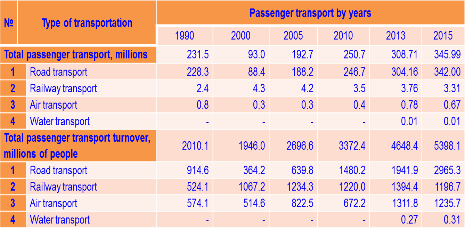 № Type of transportation Passenger transport by years
1990 2000 2005 2010 2013 2015
Total passenger transport, millions 231.5 93.0 192.7 250.7 308.71 345.99
1 Road transport 228.3 88.4 188.2 246.7 304.16 342.00
2 Railway transport 2.4 4.3 4.2 3.5 3.76 3.31
3 Air transport 0.8 0.3 0.3 0.4 0.78 0.67
4 Water transport - - - - 0.01 0.01
Total passenger transport turnover,
millions of people 2010.1 1946.0 2696.6 3372.4 4648.4 5398.1
1 Road transport 914.6 364.2 639.8 1480.2 1941.9 2965.3
2 Railway transport 524.1 1067.2 1234.3 1220.0 1394.4 1196.7
3 Air transport 574.1 514.6 822.5 672.2 1311.8 1235.7
4 Water transport - - - - 0.27 0.31